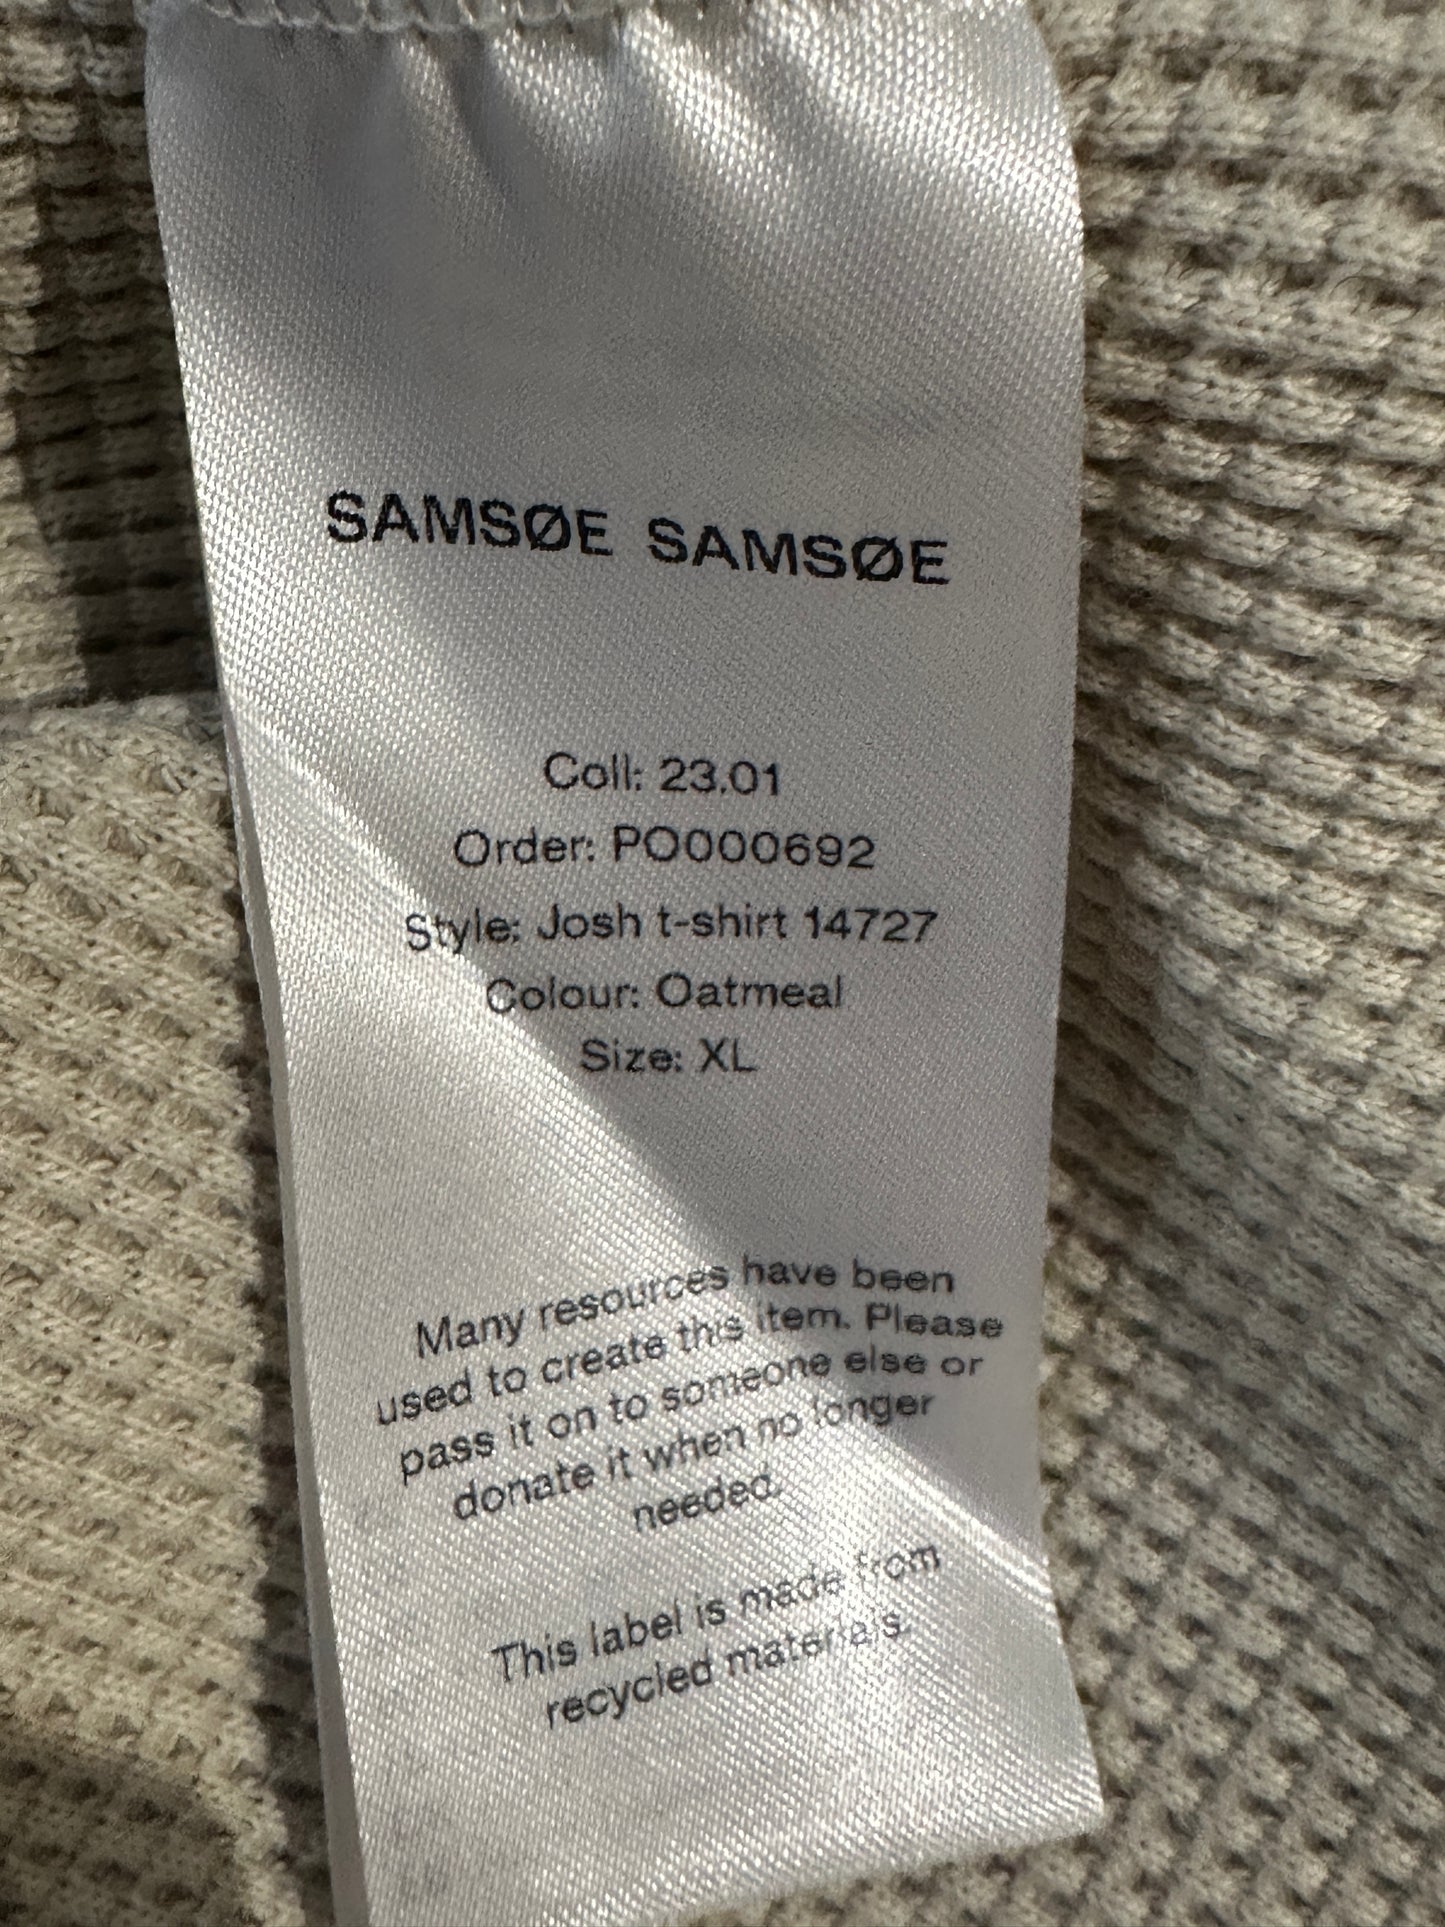 SAMSØE SAMSØE
Coll: 23.01
Order: PO000692
Style: Josh t-shirt 14727
Colour: Oatmeal
Size: XL
Many resources have been
used to create this item. Please
pass it on to someone else or
donate it when no longer
needed.
This label is made from
recycled materials.